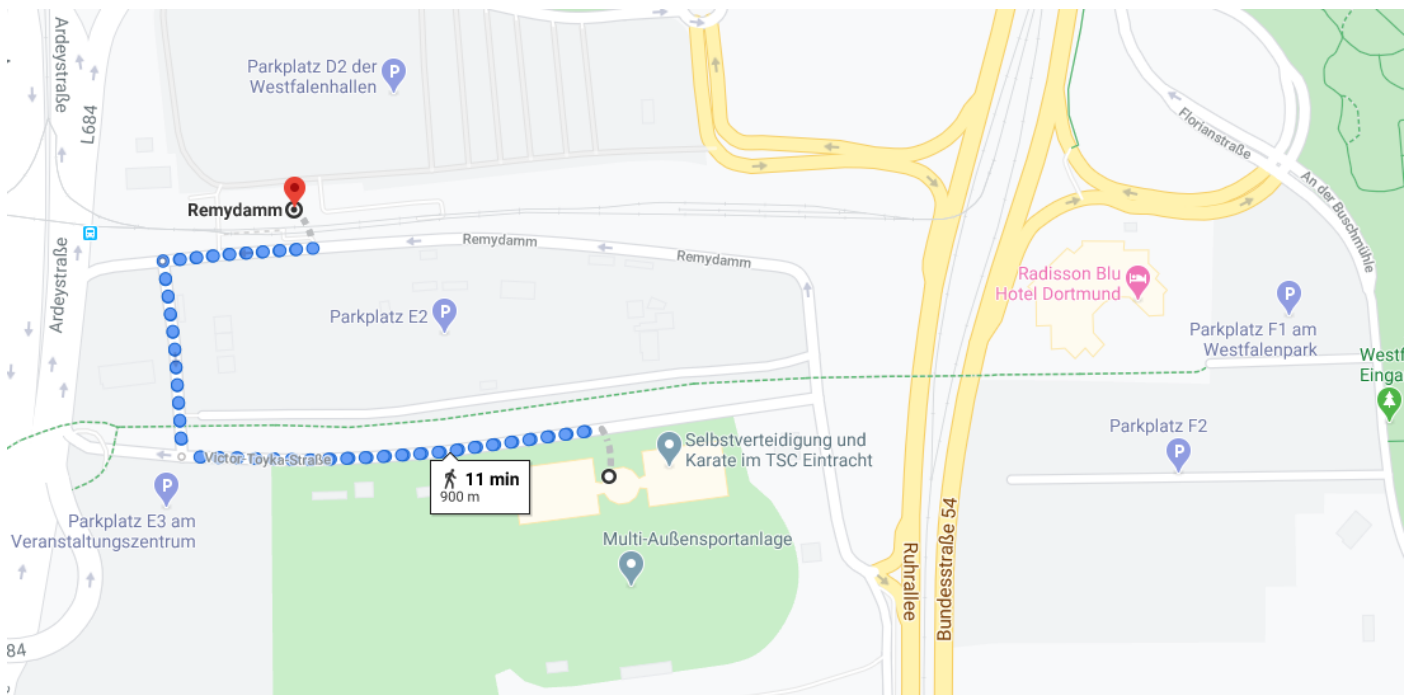 Ardeystraße
L684
Parkplatz D2 der
Westfalenhallen
P
Florianstraße
An der Buschmühle
Remydamm
Remydamm
Remydamm
Ardeystraße
Parkplatz E2
P
Radisson Blu
Hotel Dortmund
P
Parkplatz F1 am
Westfalenpark
Westf
Einga
Parkplatz F2
P
Selbstverteidigung und
Karate im TSC Eintracht
Victor-Toyka-Straße
11 min
900 m
P
Parkplatz E3 am
Veranstaltungszentrum
Multi-Außensportanlage
Ruhrallee
Bundesstraße 54
84